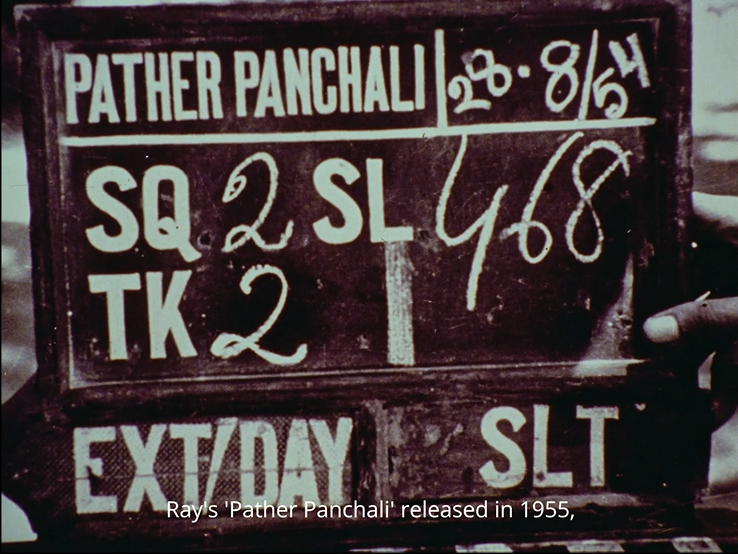 PATHER PANCHALI 28·8/54
SQ 2 SL 468
TK 2
EXT/DAY SLT
Ray's 'Pather Panchali' released in 1955,